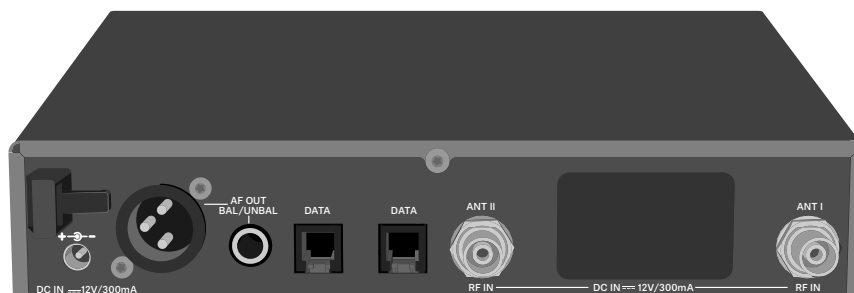 AF OUT
BAL/UNBAL
DATA
DATA
ANT II
ANT I
+ -
DC IN ⎓12V/300mA
RF IN
DC IN ⎓ 12V/300mA
RF IN